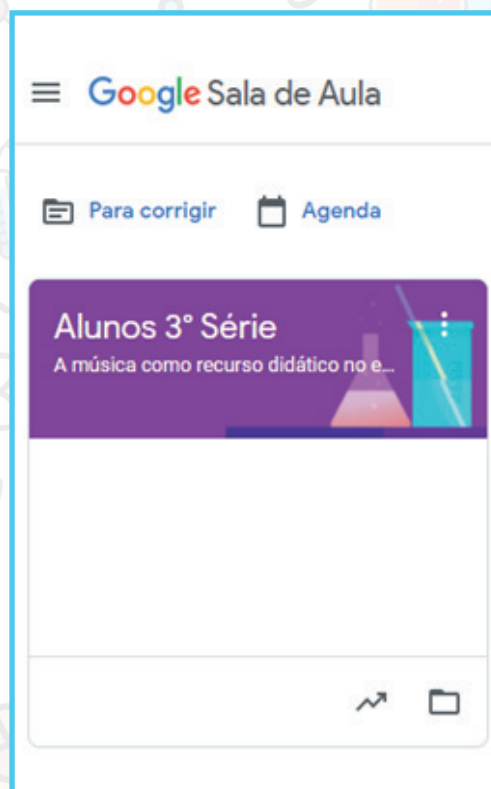 Google Sala de Aula
Para corrigir Agenda
Alunos 3° Série
A música como recurso didático no e...